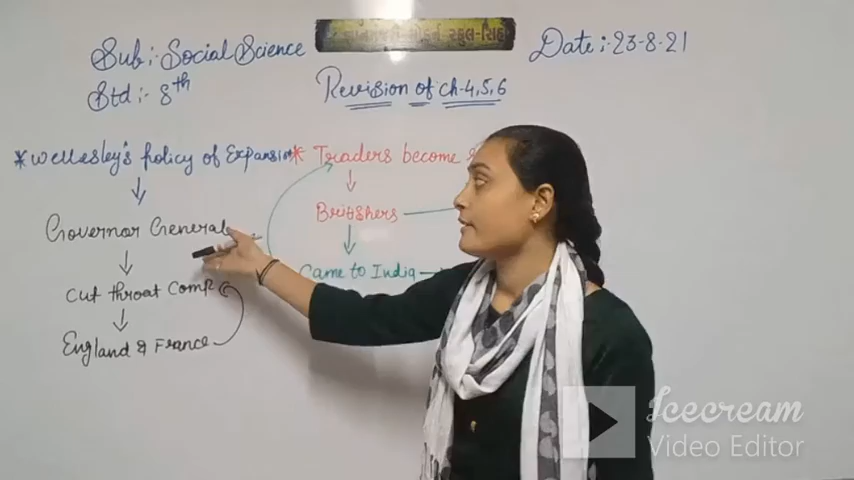 Sub:- Social Science
Std:- 8th
Date:- 23-8-21
Revision of Ch-4,5,6
* Wellesley's policy of Expansion
Governor General
Cut throat Comp
England & France
* Traders become
Britishers
Came to India
Icecream
Video Editor